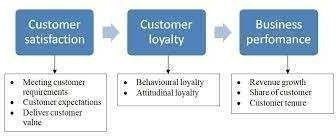 Customer
satisfaction
Customer
loyalty
Business
perfomance
Meeting customer
requirements
Customer expectations
Deliver customer
value
Behavioural loyalty
Attitudinal loyalty
Revenue growth
Share of customer
Customer tenure